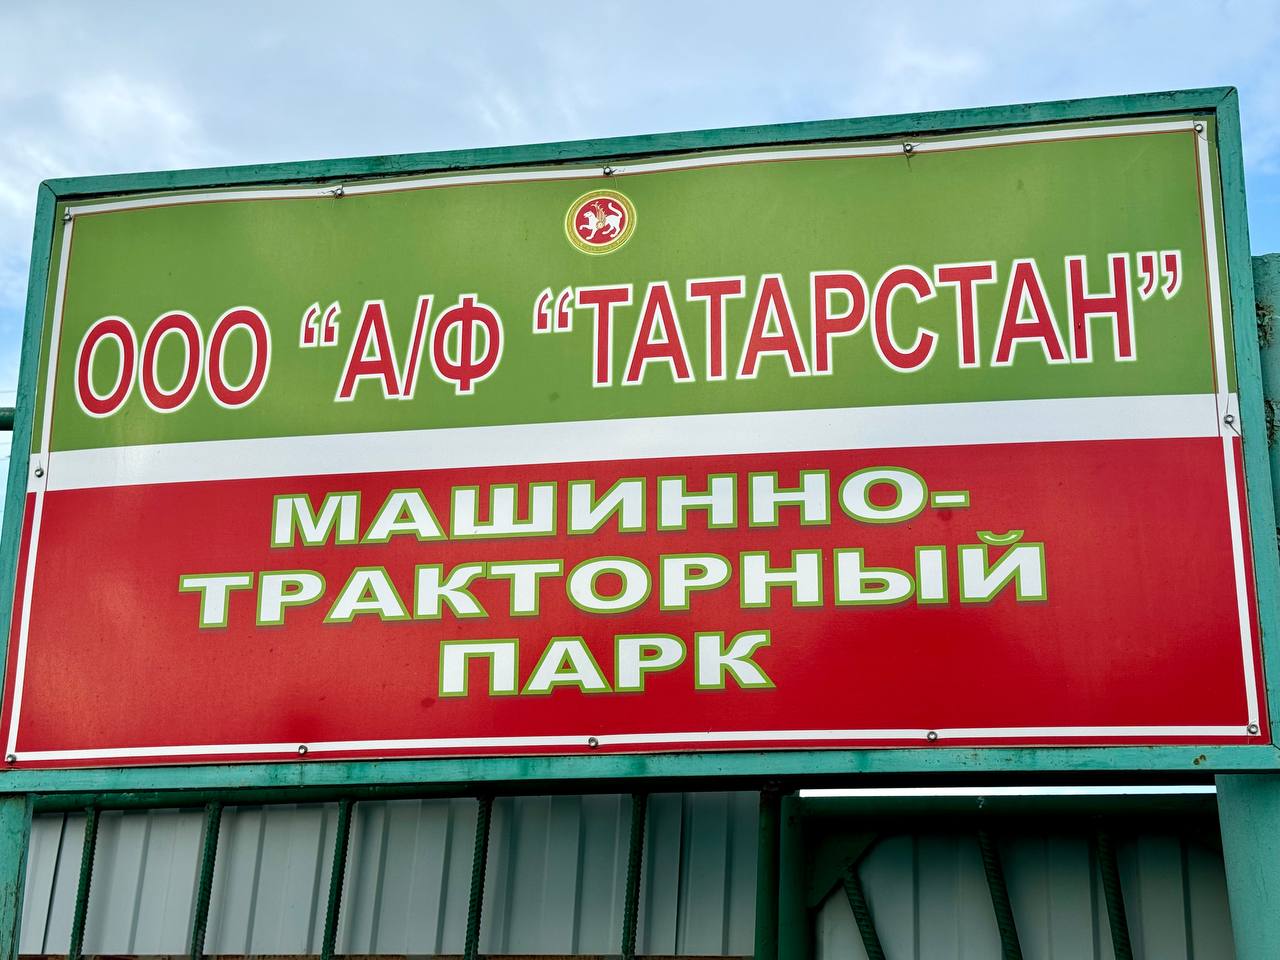 ООО “А/Ф “ТАТАРСТАН”
МАШИННО-
ТРАКТОРНЫЙ
ПАРК